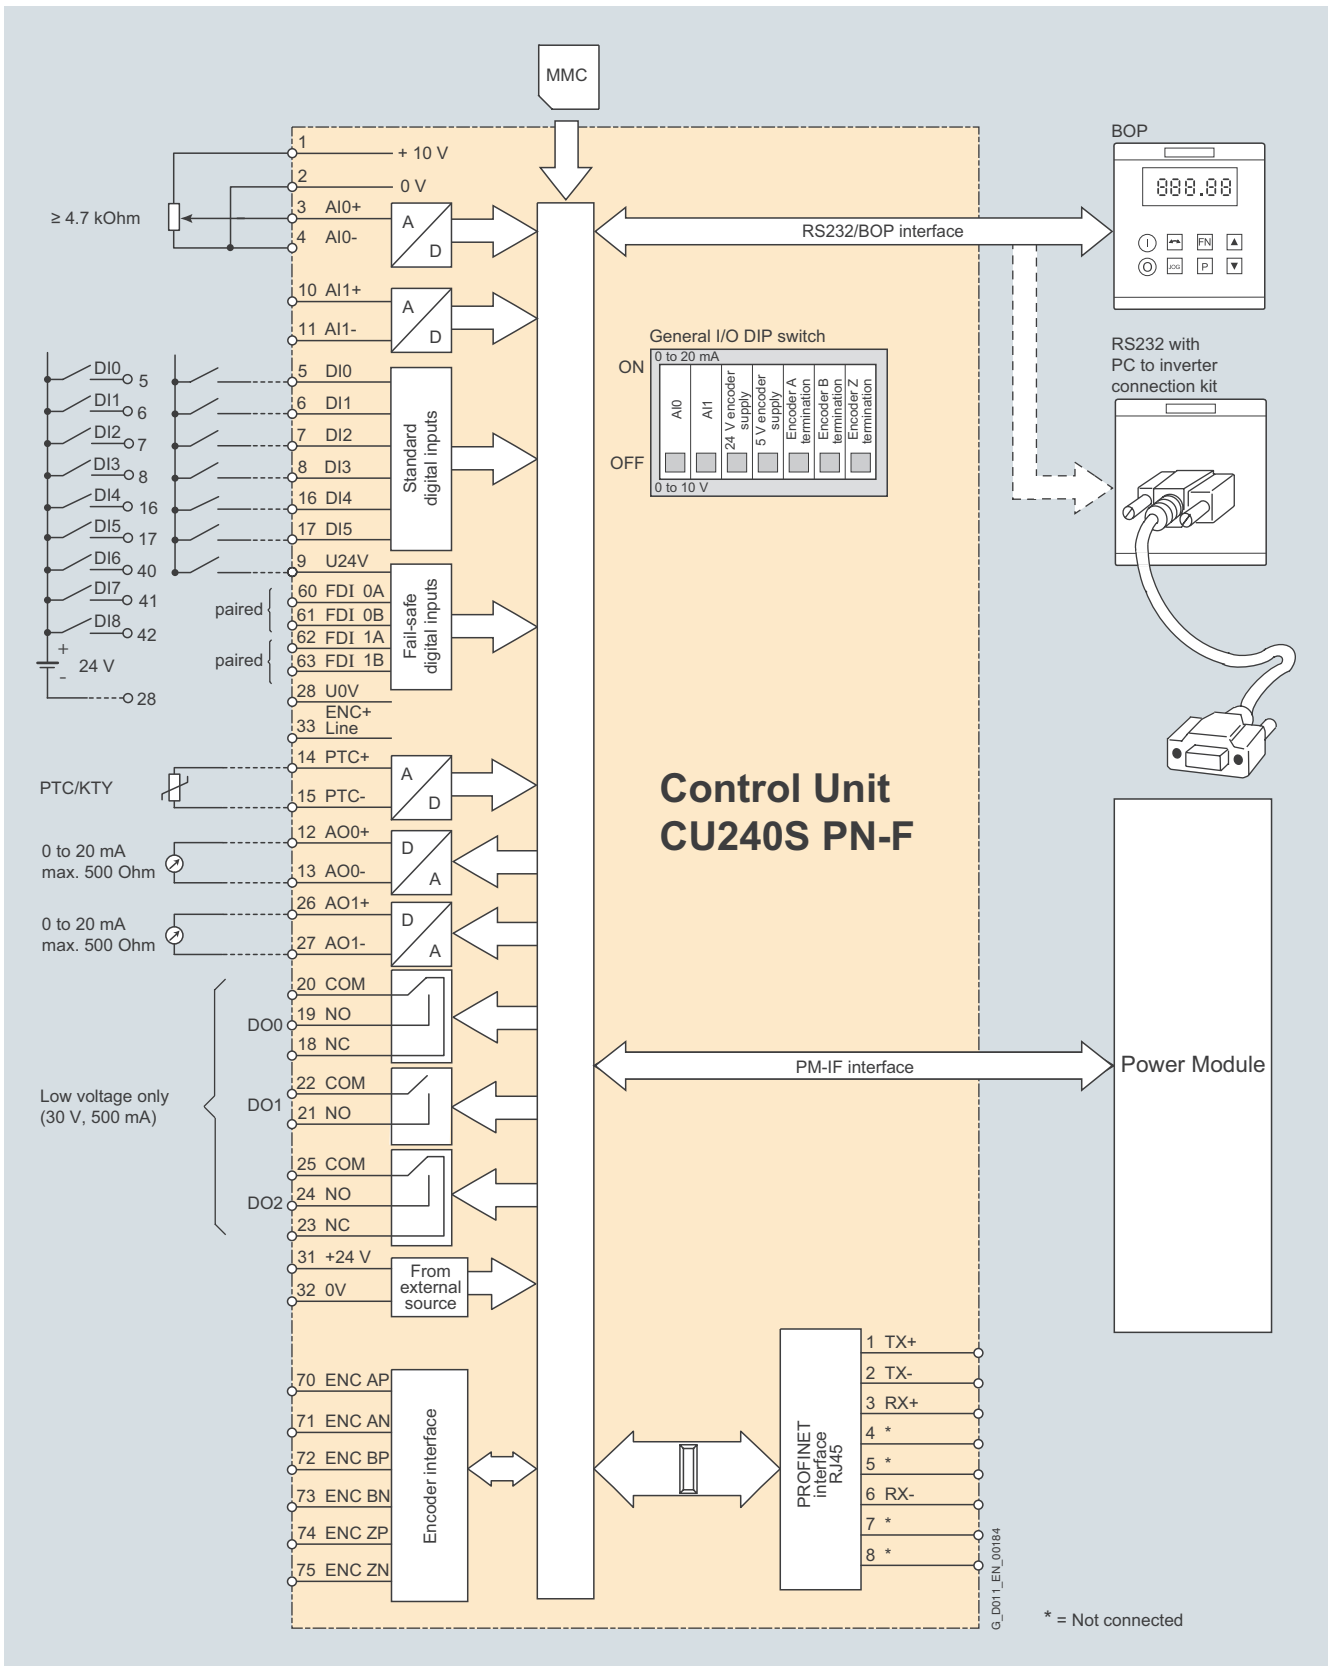 MMC
BOP
888.88
FN
JOG
P
RS232/BOP interface
RS232 with
PC to inverter
connection kit
1
+ 10 V
2
0 V
≥ 4.7 kOhm
3 AI0+
4 AI0-
A
D
10 AI1+
11 AI1-
A
D
General I/O DIP switch
ON
OFF
0 to 20 mA
AI0
AI1
24 V encoder
supply
5 V encoder
supply
Encoder A
termination
Encoder B
termination
Encoder Z
termination
0 to 10 V
DI0 5
DI1 6
DI2 7
DI3 8
DI4 16
DI5 17
DI6 40
DI7 41
DI8 42
+
24 V
-
28
5 DI0
6 DI1
7 DI2
8 DI3
16 DI4
17 DI5
Standard
digital inputs
9 U24V
60 FDI 0A
61 FDI 0B
62 FDI 1A
63 FDI 1B
paired
paired
Fail-safe
digital inputs
28 U0V
ENC+
33 Line
PTC/KTY
14 PTC+
15 PTC-
A
D
Control Unit
CU240S PN-F
0 to 20 mA
max. 500 Ohm
12 AO0+
13 AO0-
D
A
0 to 20 mA
max. 500 Ohm
26 AO1+
27 AO1-
D
A
Low voltage only
(30 V, 500 mA)
DO0
20 COM
19 NO
18 NC
DO1
22 COM
21 NO
DO2
25 COM
24 NO
23 NC
PM-IF interface
Power Module
31 +24 V
32 0V
From
external
source
70 ENC AP
71 ENC AN
72 ENC BP
73 ENC BN
74 ENC ZP
75 ENC ZN
Encoder interface
PROFINET
interface
RJ45
1 TX+
2 TX-
3 RX+
4 *
5 *
6 RX-
7 *
8 *
G_D011_EN_00184
* = Not connected